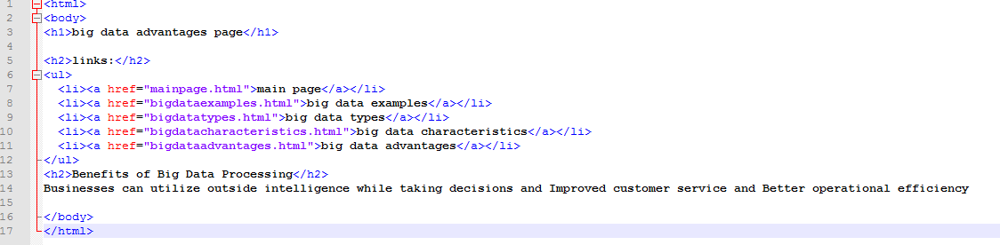 1 <html>
2 <body>
3 <h1>big data advantages page</h1>
4
5 <h2>links:</h2>
6 <ul>
7 <li><a href="mainpage.html">main page</a></li>
8 <li><a href="bigdataexamples.html">big data examples</a></li>
9 <li><a href="bigdatatypes.html">big data types</a></li>
10 <li><a href="bigdatacharacteristics.html">big data characteristics</a></li>
11 <li><a href="bigdataadvantages.html">big data advantages</a></li>
12 </ul>
13 <h2>Benefits of Big Data Processing</h2>
14 Businesses can utilize outside intelligence while taking decisions and Improved customer service and Better operational efficiency
15
16 </body>
17 </html>